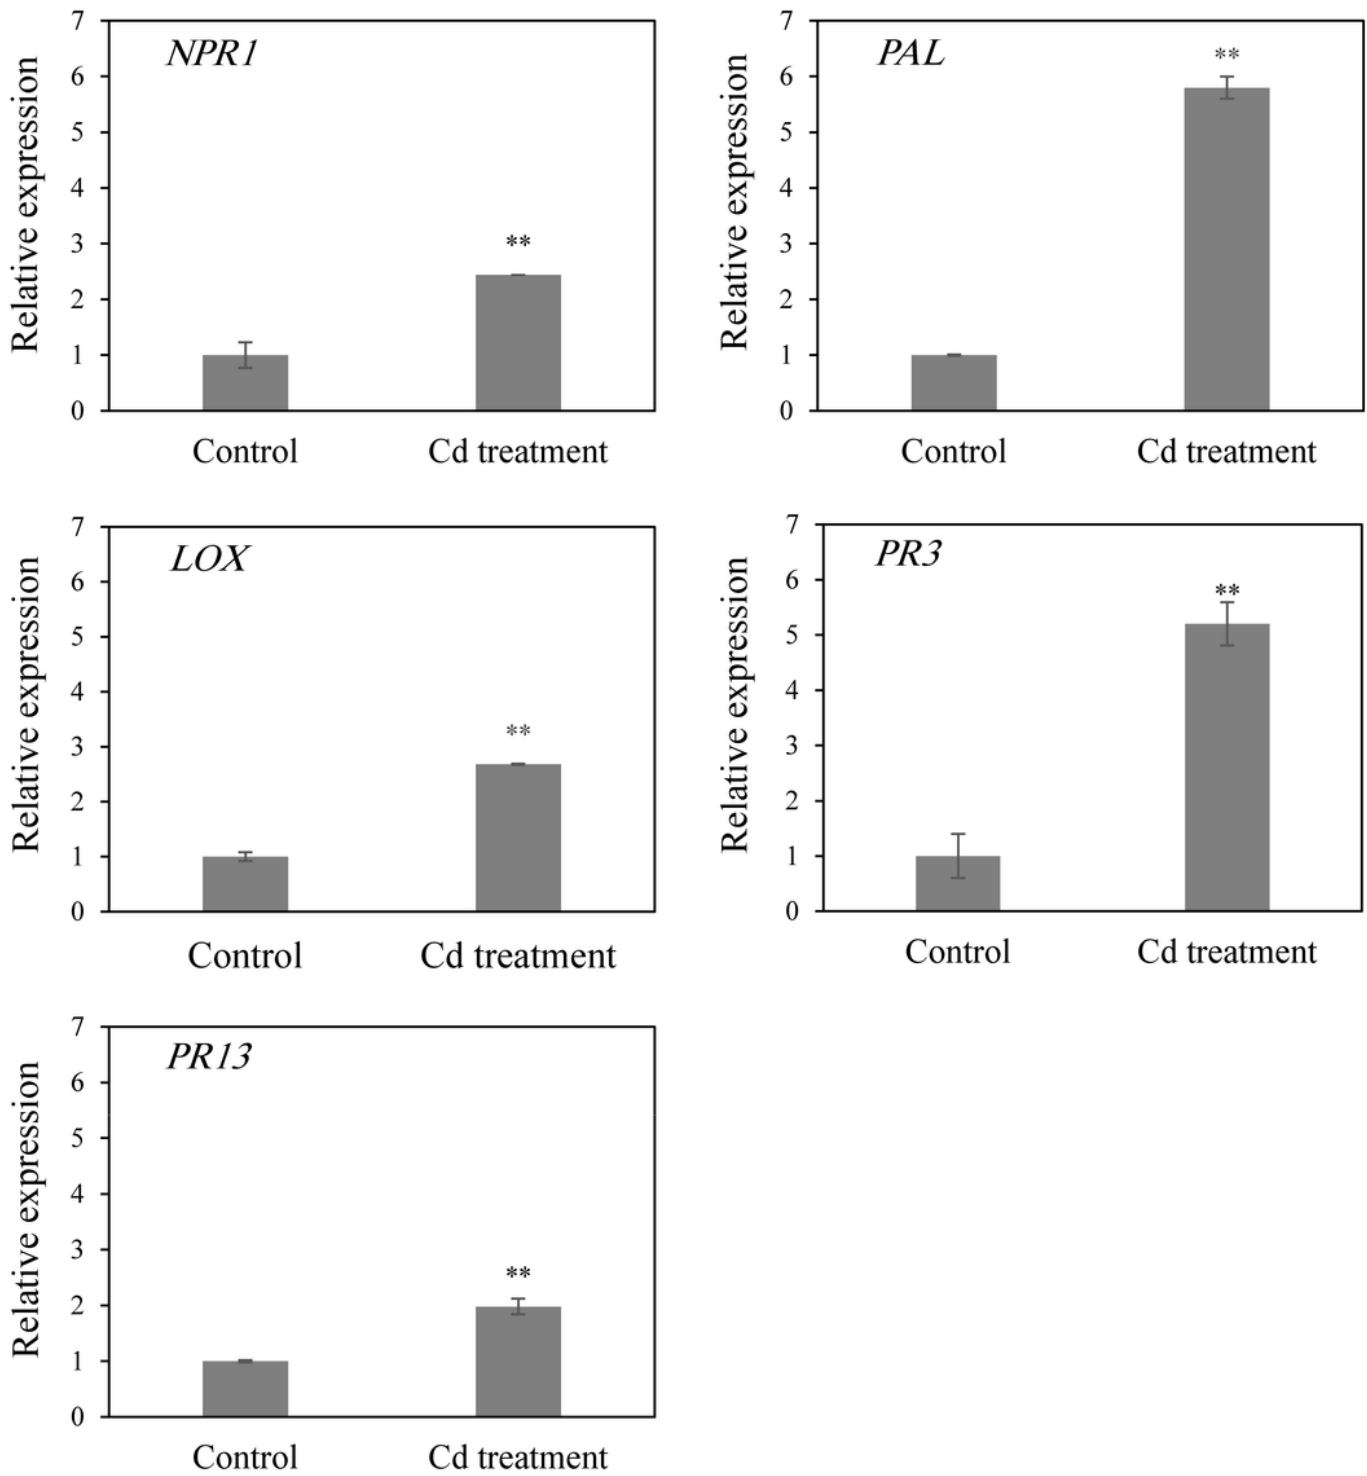 NPR1
Relative expression
7
6
5
4
3
2
1
0
**
Control
Cd treatment
PAL
Relative expression
7
6
5
4
3
2
1
0
**
Control
Cd treatment
LOX
Relative expression
7
6
5
4
3
2
1
0
**
Control
Cd treatment
PR3
Relative expression
7
6
5
4
3
2
1
0
**
Control
Cd treatment
PR13
Relative expression
7
6
5
4
3
2
1
0
**
Control
Cd treatment